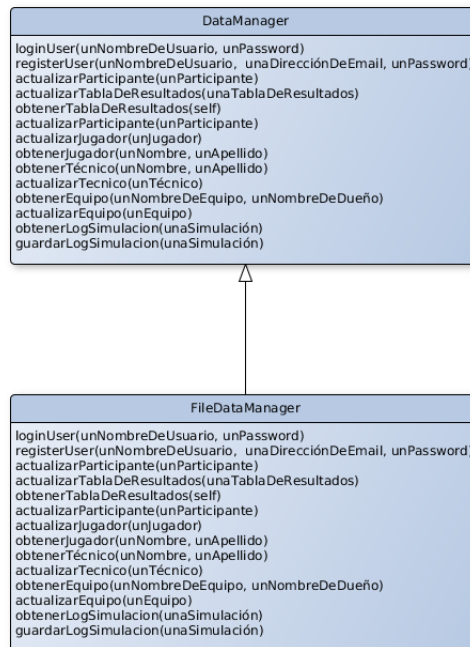 DataManager
loginUser(unNombreDeUsuario, unPassword)
registerUser(unNombreDeUsuario, unaDirecciónDeEmail, unPassword)
actualizarParticipante(unParticipante)
actualizarTablaDeResultados(unaTablaDeResultados)
obtenerTablaDeResultados(self)
actualizarParticipante(unParticipante)
actualizarJugador(unJugador)
obtenerJugador(unNombre, unApellido)
obtenerTécnico(unNombre, unApellido)
actualizarTecnico(unTécnico)
obtenerEquipo(unNombreDeEquipo, unNombreDeDueño)
actualizarEquipo(unEquipo)
obtenerLogSimulacion(unaSimulación)
guardarLogSimulacion(unaSimulación)
FileDataManager
loginUser(unNombreDeUsuario, unPassword)
registerUser(unNombreDeUsuario, unaDirecciónDeEmail, unPassword)
actualizarParticipante(unParticipante)
actualizarTablaDeResultados(unaTablaDeResultados)
obtenerTablaDeResultados(self)
actualizarParticipante(unParticipante)
actualizarJugador(unJugador)
obtenerJugador(unNombre, unApellido)
obtenerTécnico(unNombre, unApellido)
actualizarTecnico(unTécnico)
obtenerEquipo(unNombreDeEquipo, unNombreDeDueño)
actualizarEquipo(unEquipo)
obtenerLogSimulacion(unaSimulación)
guardarLogSimulacion(unaSimulación)